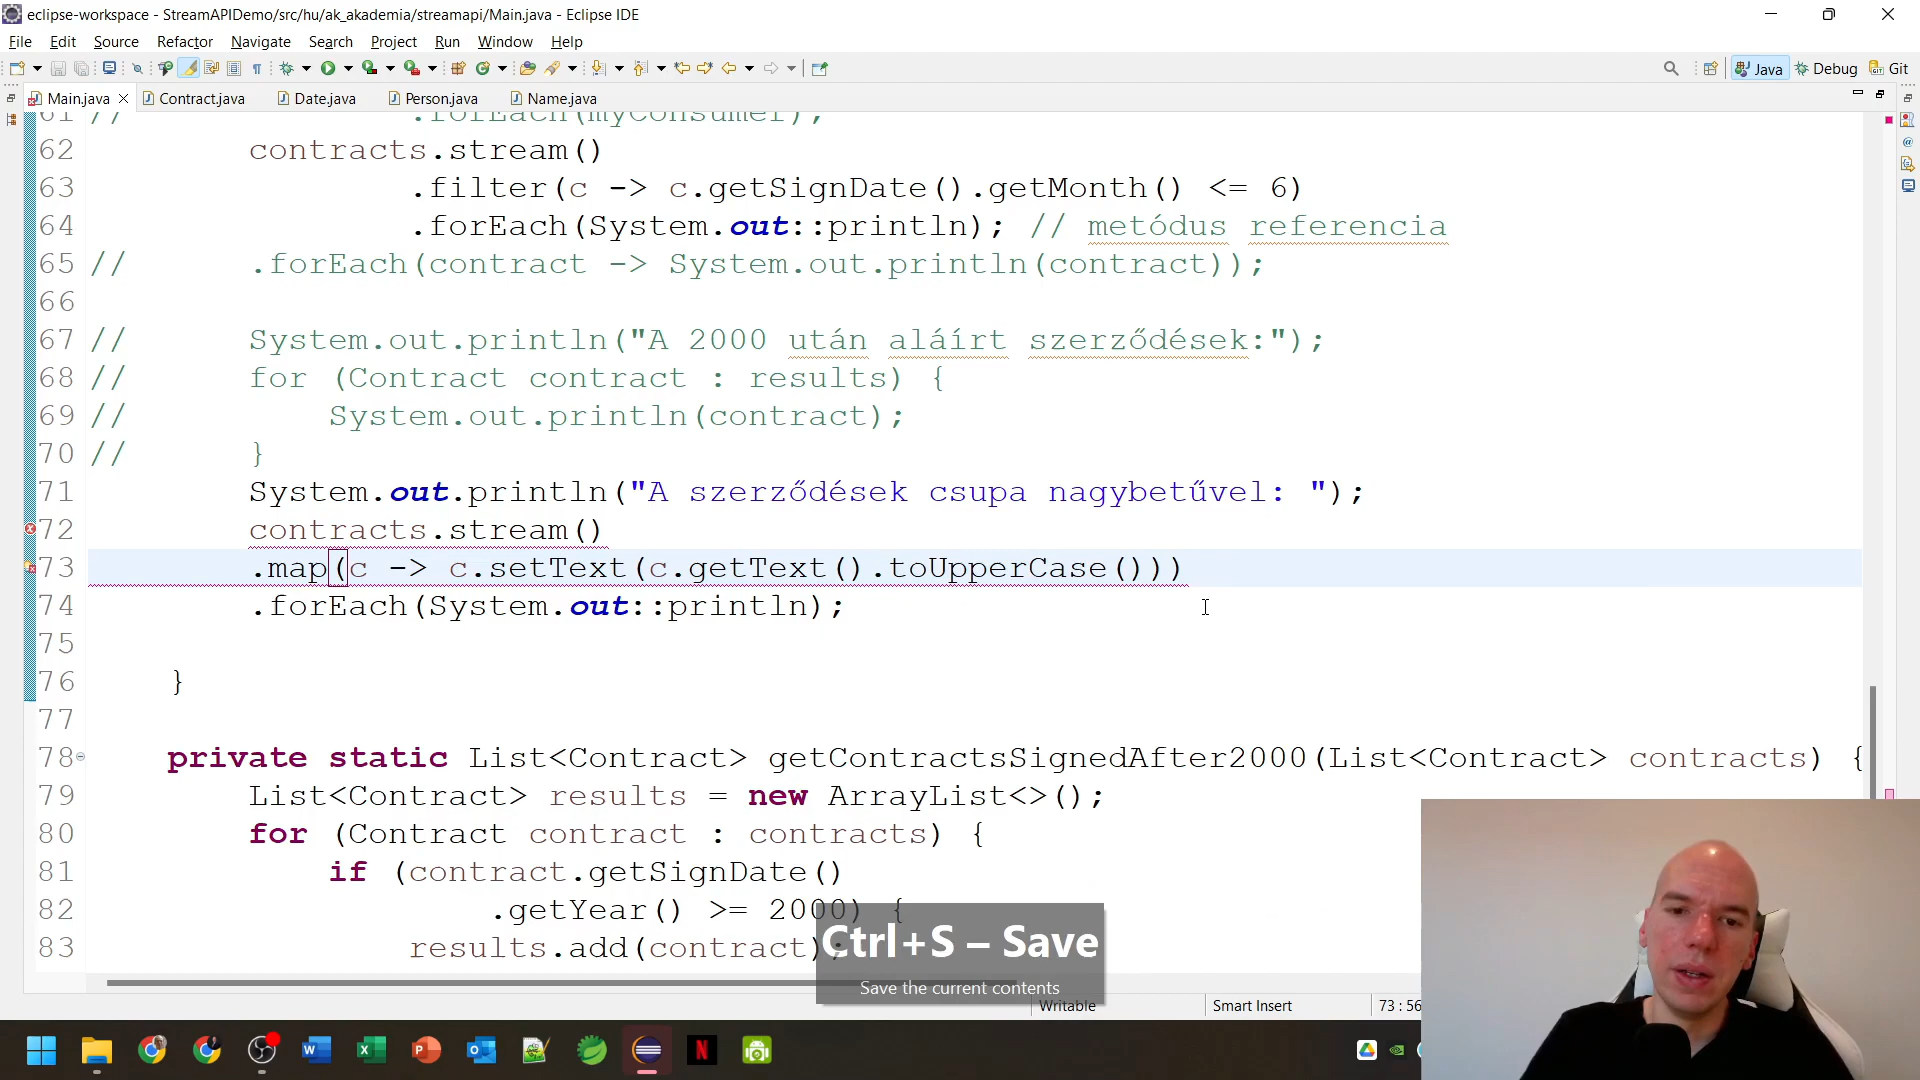 eclipse-workspace - StreamAPIDemo/src/hu/ak_akademia/streamapi/Main.java - Eclipse IDE
File Edit Source Refactor Navigate Search Project Run Window Help
Java Debug Git
Main.java Contract.java Date.java Person.java Name.java
61 // .forEach(myConsumer);
62 contracts.stream()
63 .filter(c -> c.getSignDate().getMonth() <= 6)
64 .forEach(System.out::println); // metódus referencia
65 // .forEach(contract -> System.out.println(contract));
66
67 // System.out.println("A 2000 után aláírt szerződések:");
68 // for (Contract contract : results) {
69 // System.out.println(contract);
70 // }
71 System.out.println("A szerződések csupa nagybetűvel: ");
72 contracts.stream()
73 .map(c -> c.setText(c.getText().toUpperCase()))
74 .forEach(System.out::println);
75
76 }
77
78 private static List<Contract> getContractsSignedAfter2000(List<Contract> contracts) {
79 List<Contract> results = new ArrayList<>();
80 for (Contract contract : contracts) {
81 if (contract.getSignDate()
82 .getYear() >= 2000) {
83 results.add(contract);
Ctrl+S – Save
Save the current contents
Writable Smart Insert 73 : 56